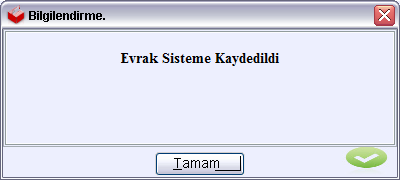 Bilgilendirme.
Evrak Sisteme Kaydedildi
Tamam